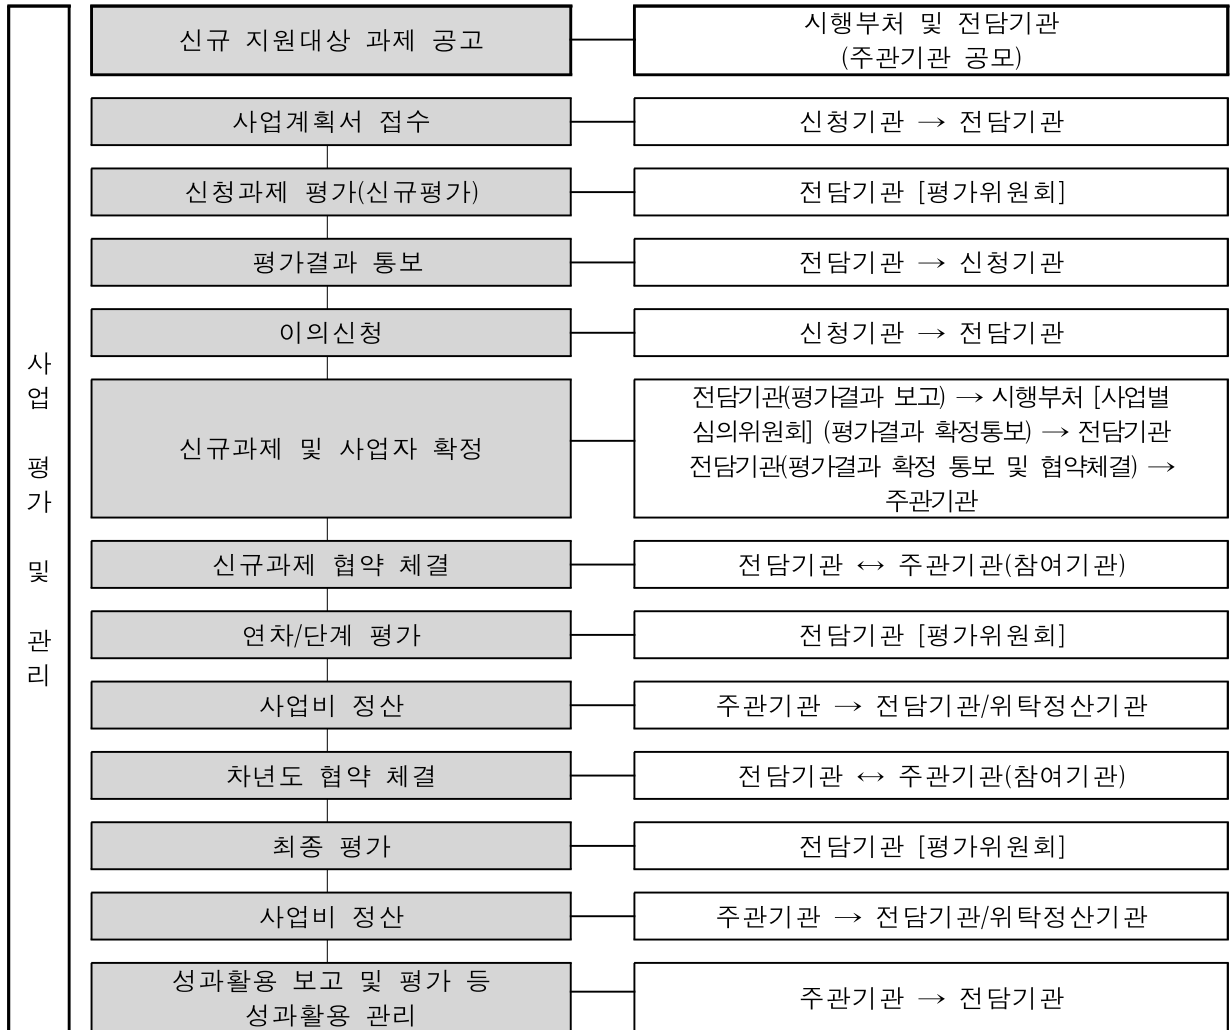 사업 평가 및 관리
신규 지원대상 과제 공고
시행부처 및 전담기관
(주관기관 공모)
사업계획서 접수
신청기관 → 전담기관
신청과제 평가(신규평가)
전담기관 [평가위원회]
평가결과 통보
전담기관 → 신청기관
이의신청
신청기관 → 전담기관
신규과제 및 사업자 확정
전담기관(평가결과 보고) → 시행부처 [사업별
심의위원회] (평가결과 확정통보) → 전담기관
전담기관(평가결과 확정 통보 및 협약체결) →
주관기관
신규과제 협약 체결
전담기관 ↔ 주관기관(참여기관)
연차/단계 평가
전담기관 [평가위원회]
사업비 정산
주관기관 → 전담기관/위탁정산기관
차년도 협약 체결
전담기관 ↔ 주관기관(참여기관)
최종 평가
전담기관 [평가위원회]
사업비 정산
주관기관 → 전담기관/위탁정산기관
성과활용 보고 및 평가 등
성과활용 관리
주관기관 → 전담기관